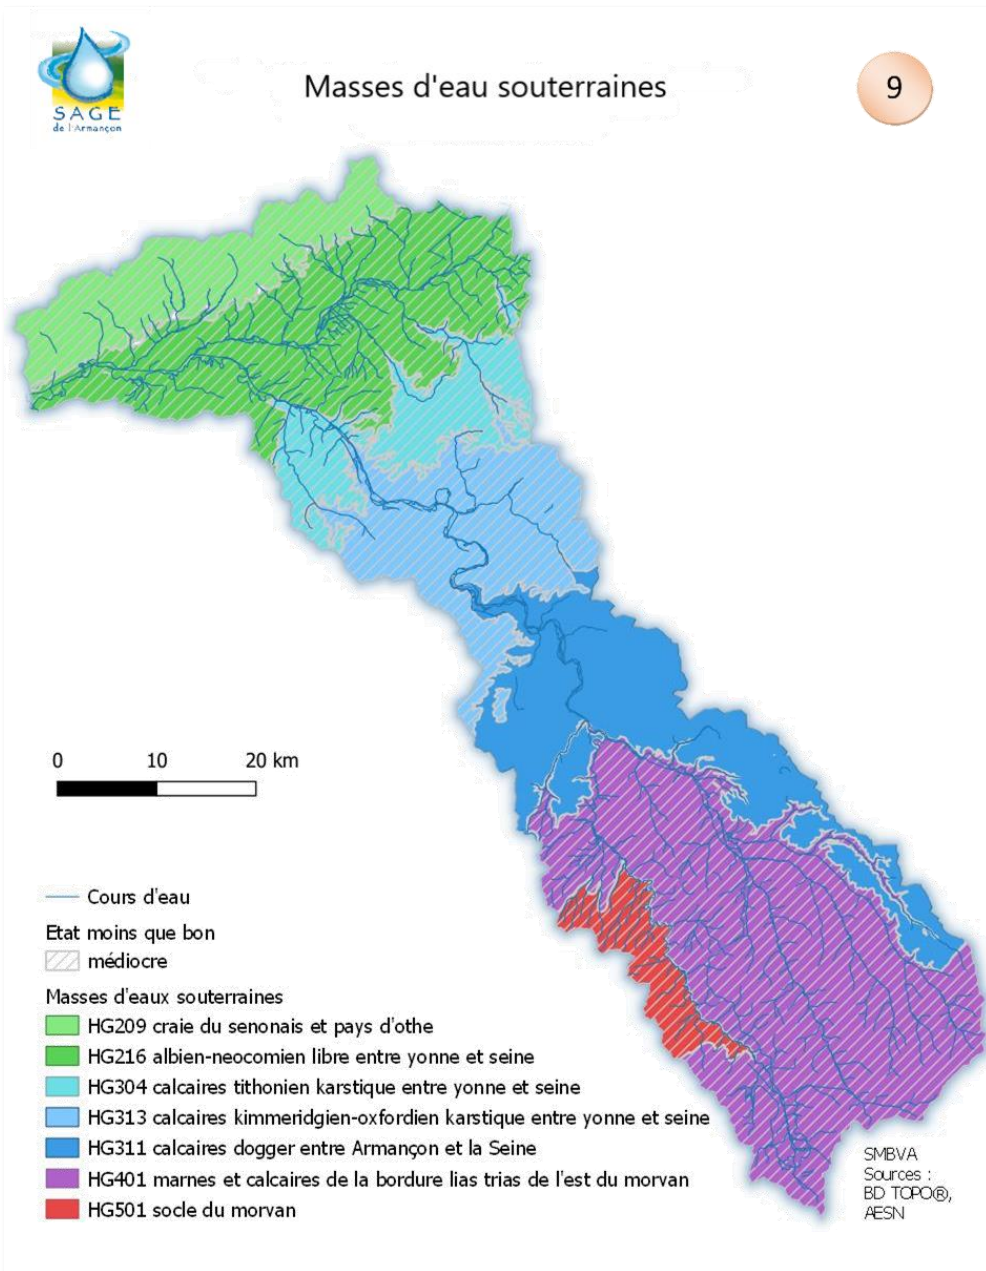 SAGE
de l'Armançon
Masses d'eau souterraines
9
0 10 20 km
Cours d'eau
Etat moins que bon
médiocre
Masses d'eaux souterraines
HG209 craie du senonais et pays d'othe
HG216 albien-neocomien libre entre yonne et seine
HG304 calcaires tithonien karstique entre yonne et seine
HG313 calcaires kimmeridgien-oxfordien karstique entre yonne et seine
HG311 calcaires dogger entre Armançon et la Seine
HG401 marnes et calcaires de la bordure lias trias de l'est du morvan
HG501 socle du morvan
SMBVA
Sources :
BD TOPO®,
AESN